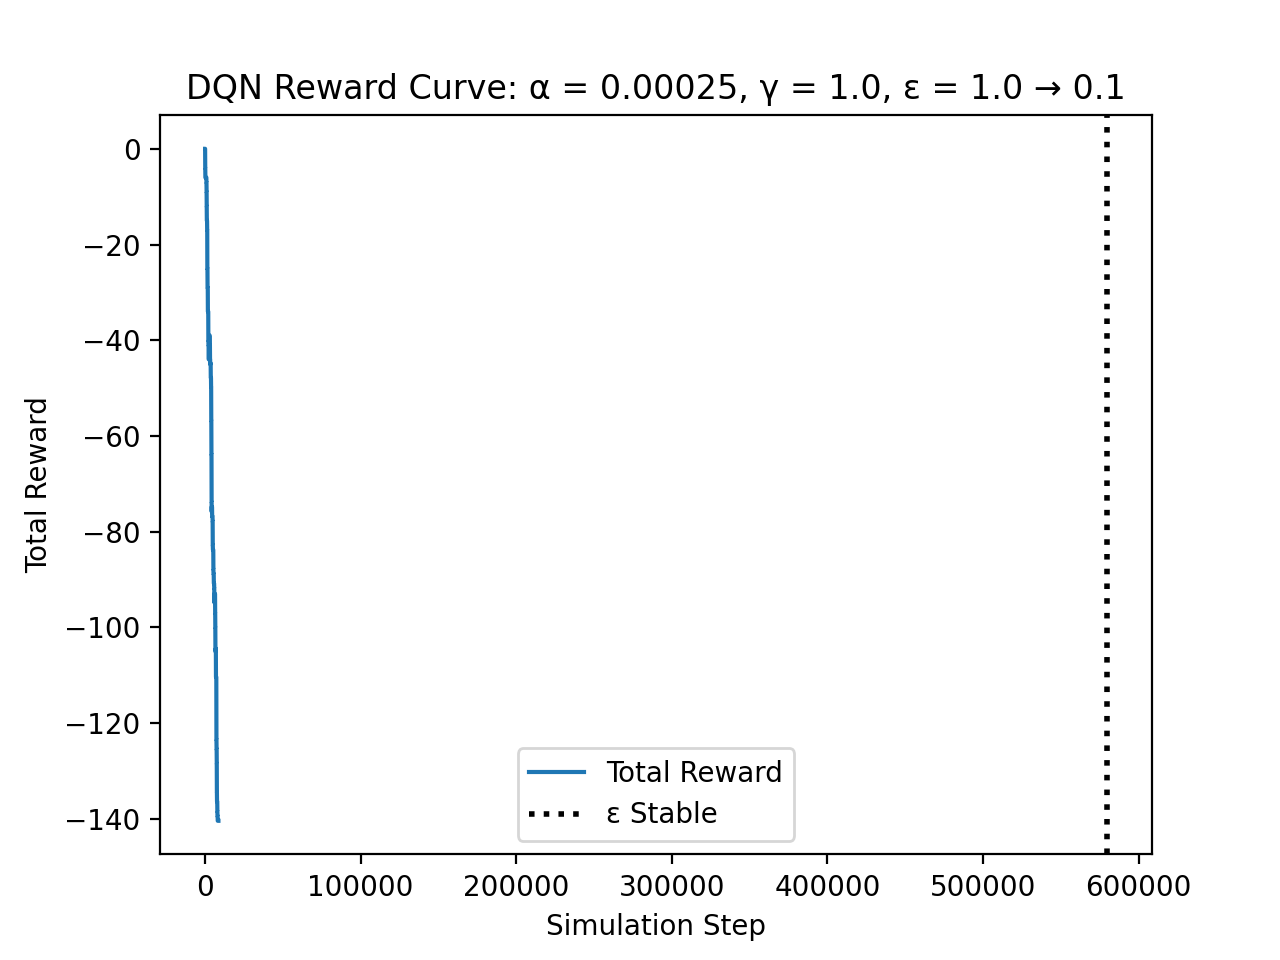 DQN Reward Curve: α = 0.00025, γ = 1.0, ε = 1.0 → 0.1
0
−20
−40
−60
−80
−100
−120
−140
Total Reward
Total Reward
ε Stable
0 100000 200000 300000 400000 500000 600000
Simulation Step